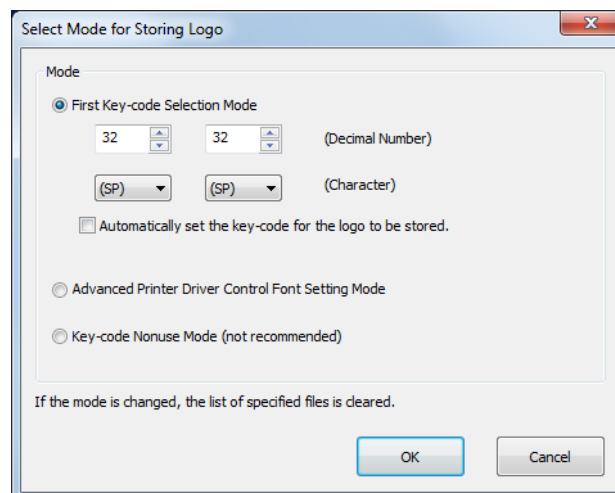 Select Mode for Storing Logo
Mode
First Key-code Selection Mode
32 32 (Decimal Number)
(SP) (SP) (Character)
Automatically set the key-code for the logo to be stored.
Advanced Printer Driver Control Font Setting Mode
Key-code Nonuse Mode (not recommended)
If the mode is changed, the list of specified files is cleared.
OK Cancel